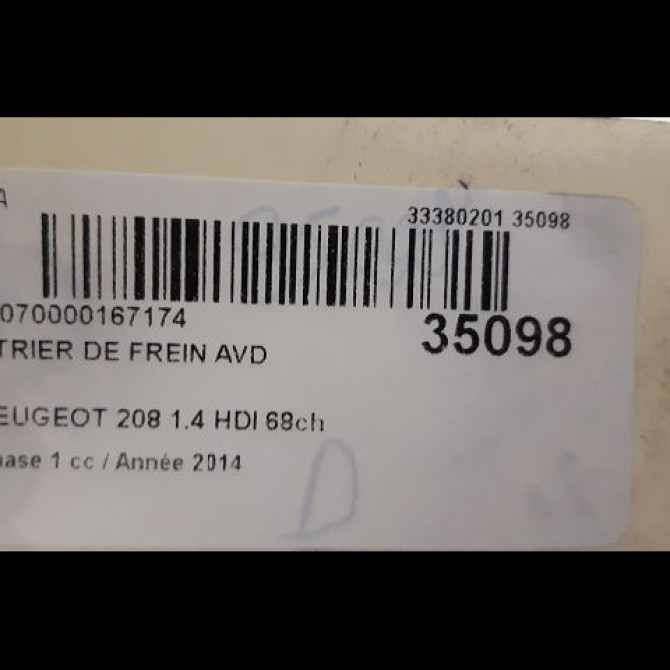 A
33380201 35098
070000167174
35098
TRIER DE FREIN AVD
EUGEOT 208 1.4 HDI 68ch
hase 1 cc / Année 2014
D